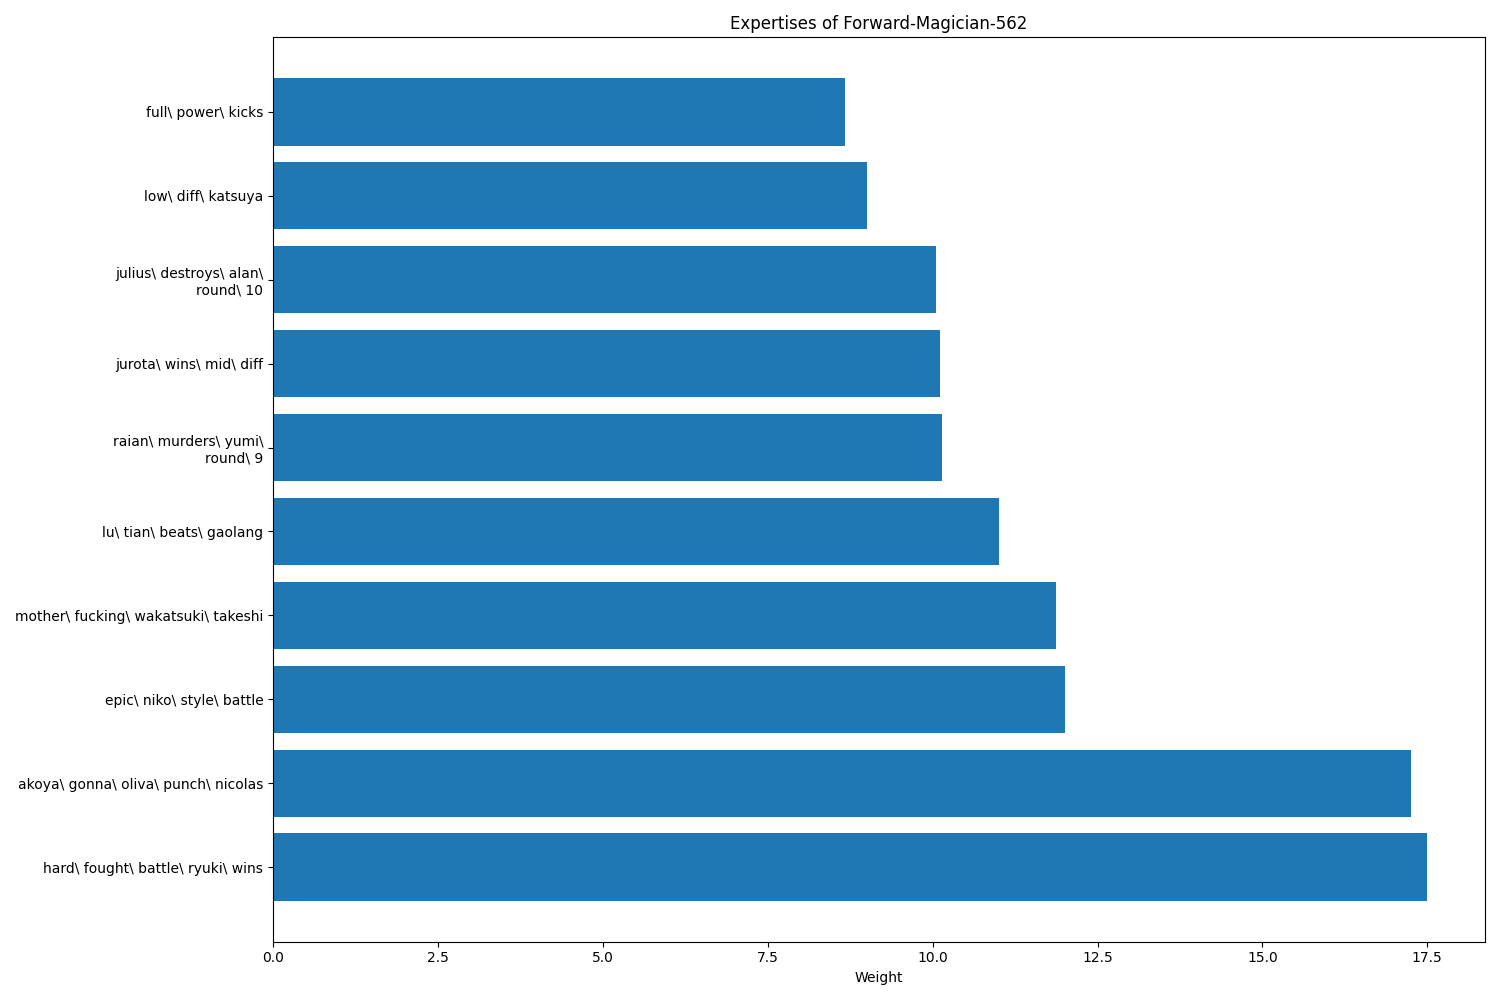 Expertises of Forward-Magician-562
full\ power\ kicks
low\ diff\ katsuya
julius\ destroys\ alan\
round\ 10
jurota\ wins\ mid\ diff
raian\ murders\ yumi\
round\ 9
lu\ tian\ beats\ gaolang
mother\ fucking\ wakatsuki\ takeshi
epic\ niko\ style\ battle
akoya\ gonna\ oliva\ punch\ nicolas
hard\ fought\ battle\ ryuki\ wins
0.0 2.5 5.0 7.5 10.0 12.5 15.0 17.5
Weight